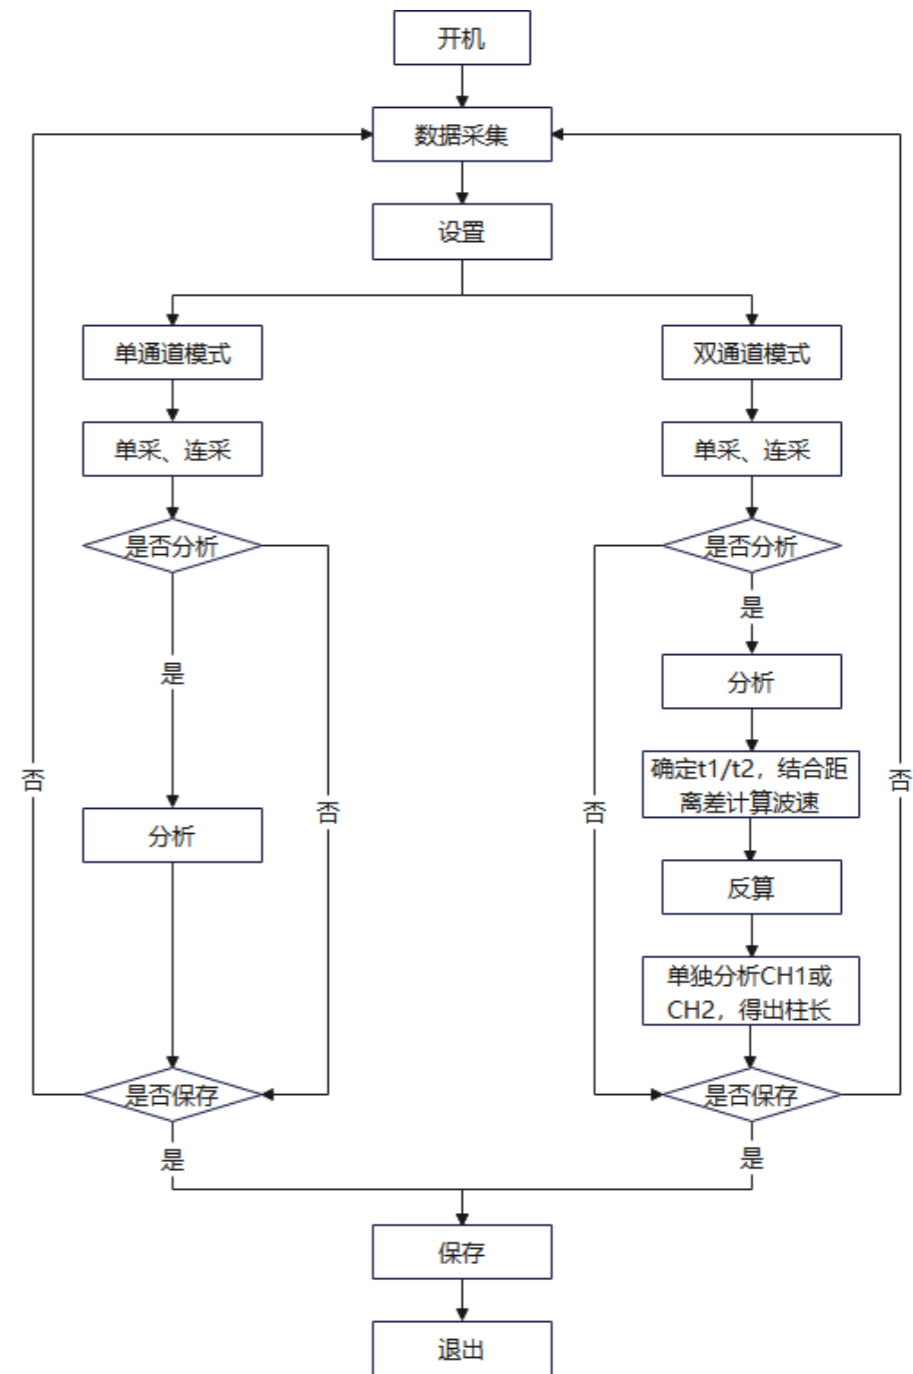 开机
数据采集
设置
单通道模式
双通道模式
单采、连采
单采、连采
是否分析
是否分析
是
是
分析
确定t1/t2，结合距
离差计算波速
否
否
否
否
分析
反算
单独分析CH1或
CH2，得出柱长
是否保存
是否保存
是
是
保存
退出